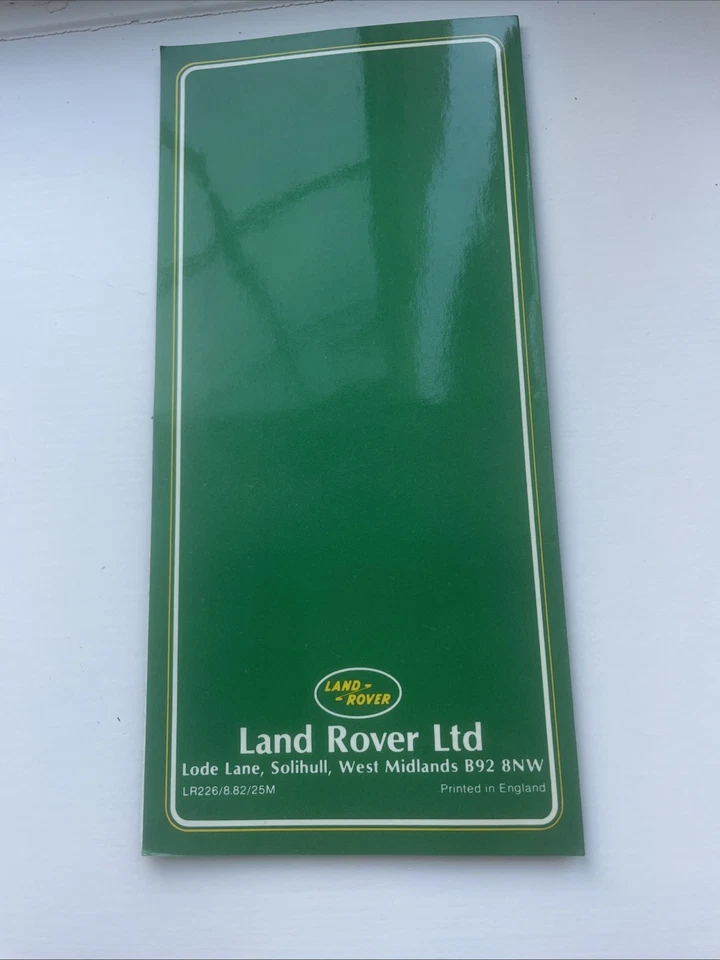 LAND
ROVER
Land Rover Ltd
Lode Lane, Solihull, West Midlands B92 8NW
LR226/8.82/25M Printed in England